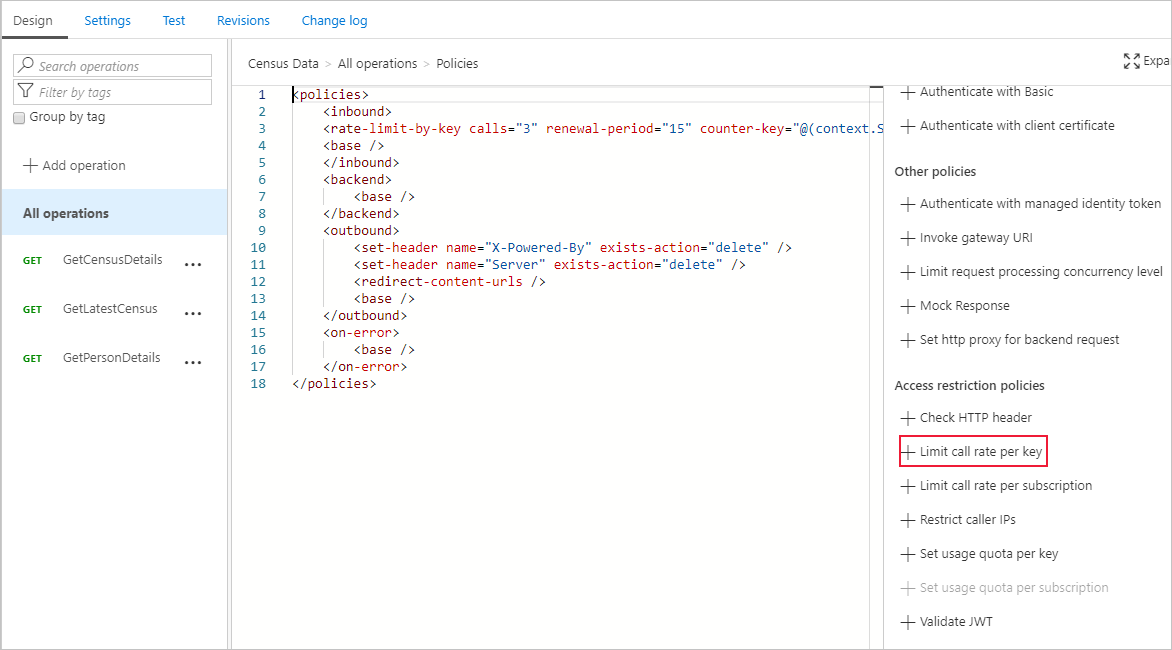 Design Settings Test Revisions Change log
Search operations
Filter by tags
Group by tag
Add operation
All operations
GET GetCensusDetails ...
GET GetLatestCensus ...
GET GetPersonDetails ...
Census Data > All operations > Policies
Expa
1 <policies>
2 <inbound>
3 <rate-limit-by-key calls="3" renewal-period="15" counter-key="@(context.S
4 <base />
5 </inbound>
6 <backend>
7 <base />
8 </backend>
9 <outbound>
10 <set-header name="X-Powered-By" exists-action="delete" />
11 <set-header name="Server" exists-action="delete" />
12 <redirect-content-urls />
13 <base />
14 </outbound>
15 <on-error>
16 <base />
17 </on-error>
18 </policies>
Authenticate with Basic
Authenticate with client certificate
Other policies
Authenticate with managed identity token
Invoke gateway URI
Limit request processing concurrency level
Mock Response
Set http proxy for backend request
Access restriction policies
Check HTTP header
Limit call rate per key
Limit call rate per subscription
Restrict caller IPs
Set usage quota per key
Set usage quota per subscription
Validate JWT